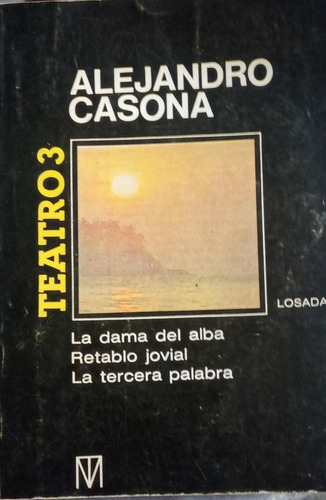 ALEJANDRO
CASONA
TEATRO 3
LOSADA
La dama del alba
Retablo jovial
La tercera palabra